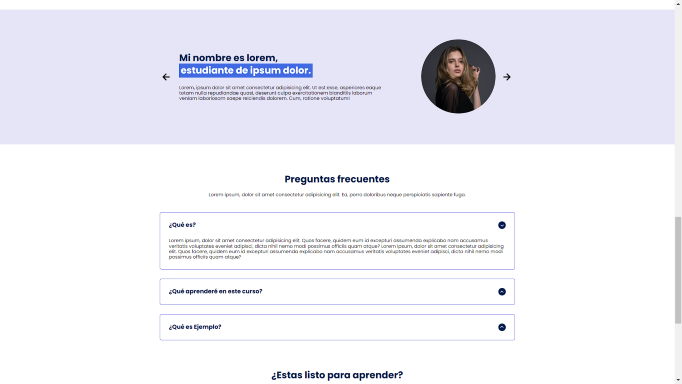 Mi nombre es lorem,
estudiante de ipsum dolor.
Lorem, ipsum dolor sit amet consectetur adipisicing elit. Ut est esse, asperiores eaque
totam nulla repudiandae quasi, deserunt culpa exercitationem blanditiis laborum
veniam laboriosam saepe reiciendis dolorem. Cum, ratione voluptatum!
Preguntas frecuentes
Lorem ipsum, dolor sit amet consectetur adipisicing elit. Ea, porro doloribus neque perspiciatis sapiente fuga.
¿Qué es?
Lorem ipsum, dolor sit amet consectetur adipisicing elit. Quos facere, quidem eum id excepturi assumenda explicabo nam accusamus
veritatis voluptates eveniet adipisci, dicta nihil nemo modi possimus officiis quam atque? Lorem ipsum, dolor sit amet consectetur adipisicing
elit. Quos facere, quidem eum id excepturi assumenda explicabo nam accusamus veritatis voluptates eveniet adipisci, dicta nihil nemo modi
possimus officiis quam atque?
¿Qué aprenderé en este curso?
¿Qué es Ejemplo?
¿Estas listo para aprender?